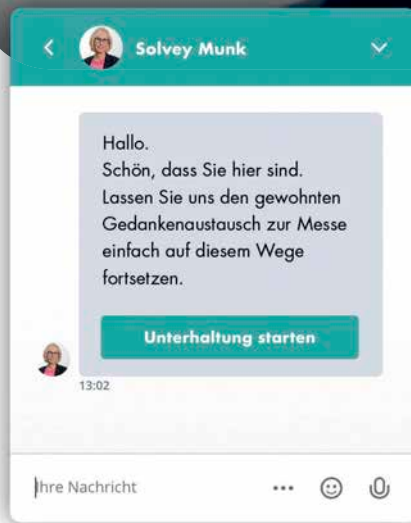 Solvey Munk
Hallo.
Schön, dass Sie hier sind.
Lassen Sie uns den gewohnten
Gedankenaustausch zur Messe
einfach auf diesem Wege
fortsetzen.
Unterhaltung starten
13:02
Ihre Nachricht